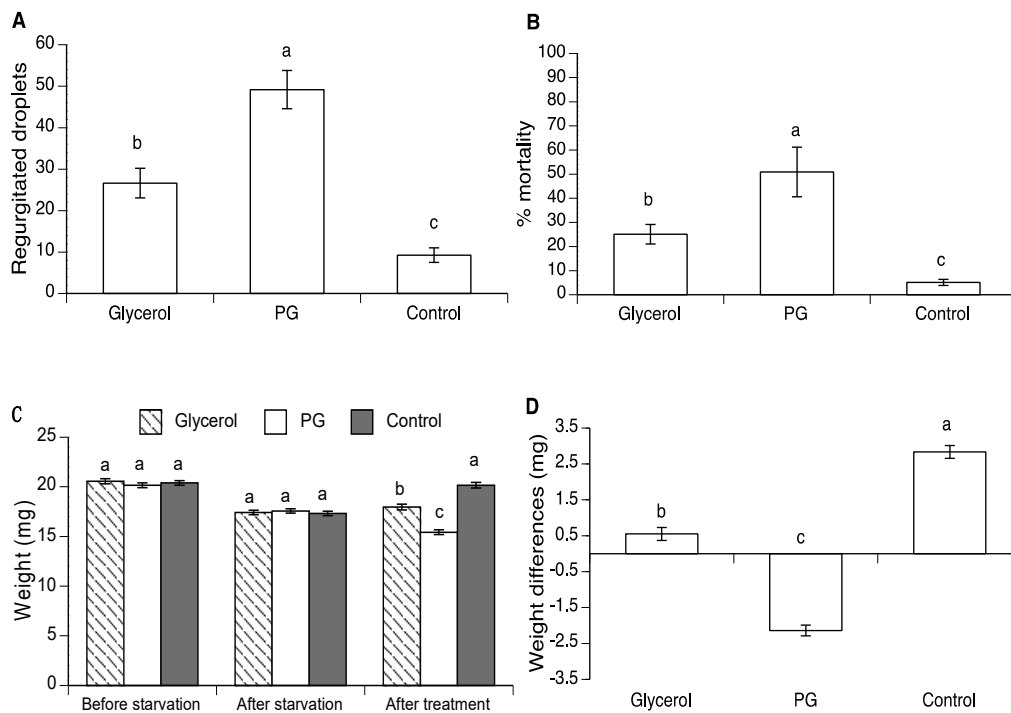 A
Regurgitated droplets
60
50
40
30
20
10
0
b
a
c
Glycerol PG Control
B
% mortality
100
90
80
70
60
50
40
30
20
10
0
b
a
c
Glycerol PG Control
C
Glycerol PG Control
Weight (mg)
25
20
15
10
5
0
a a a
a a a
b c a
Before starvation After starvation After treatment
D
Weight differences (mg)
3.5
2.5
1.5
0.5
-0.5
-1.5
-2.5
-3.5
b
c
a
Glycerol PG Control